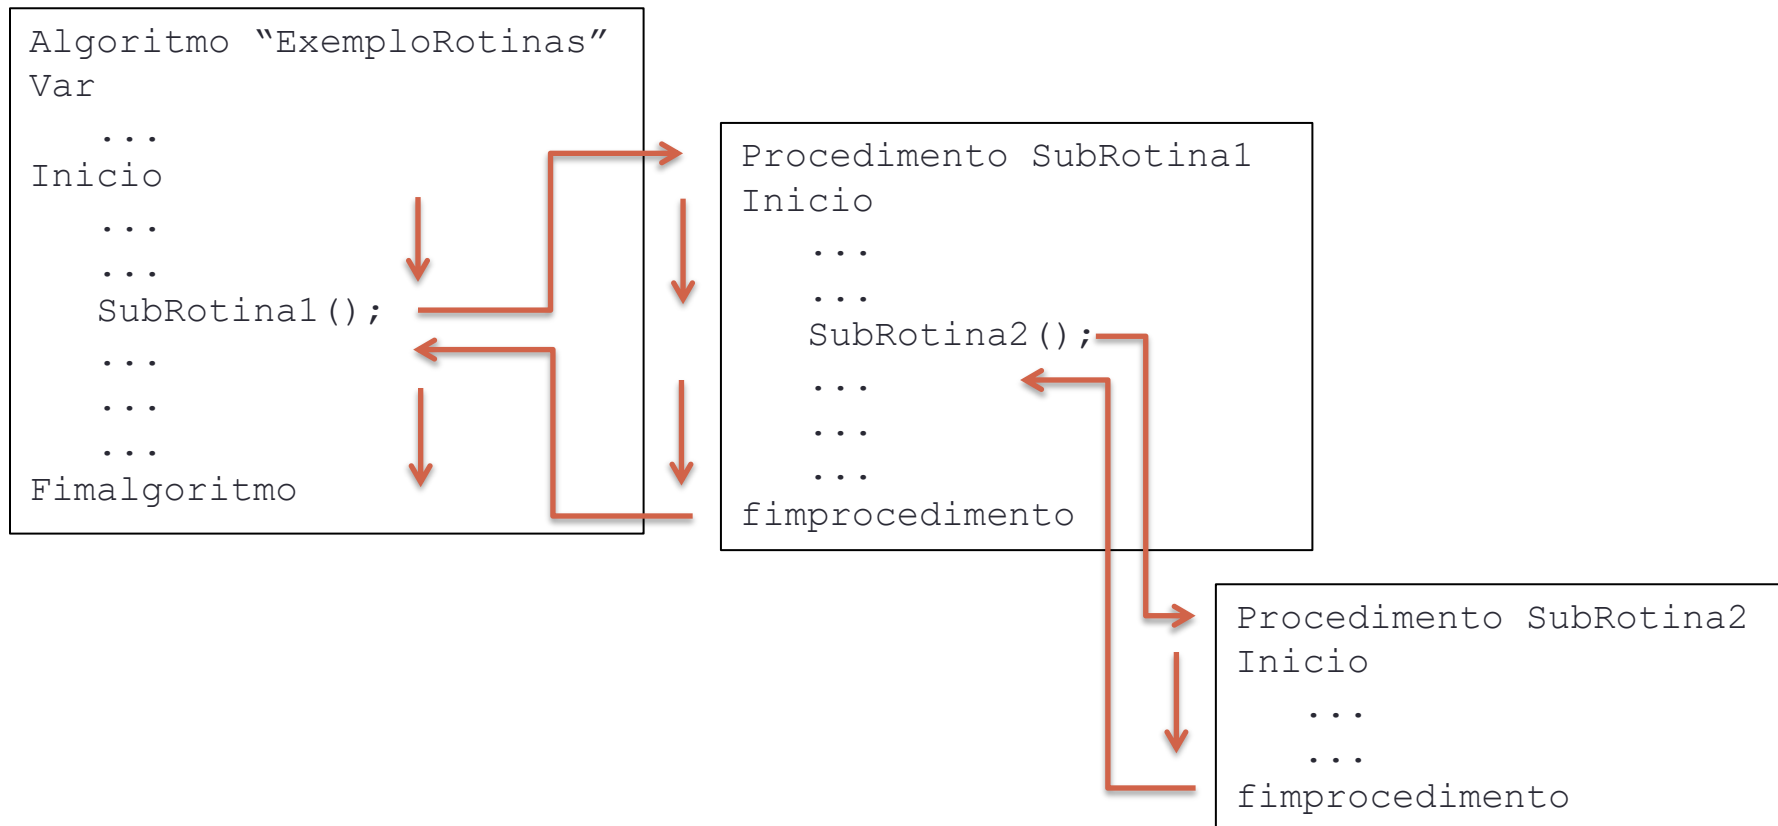 Algoritmo “ExemploRotinas”
Var
...
Inicio
...
...
SubRotina1();
...
...
...
Fimalgoritmo
Procedimento SubRotina1
Inicio
...
...
SubRotina2();
...
...
...
fimprocedimento
Procedimento SubRotina2
Inicio
...
...
fimprocedimento